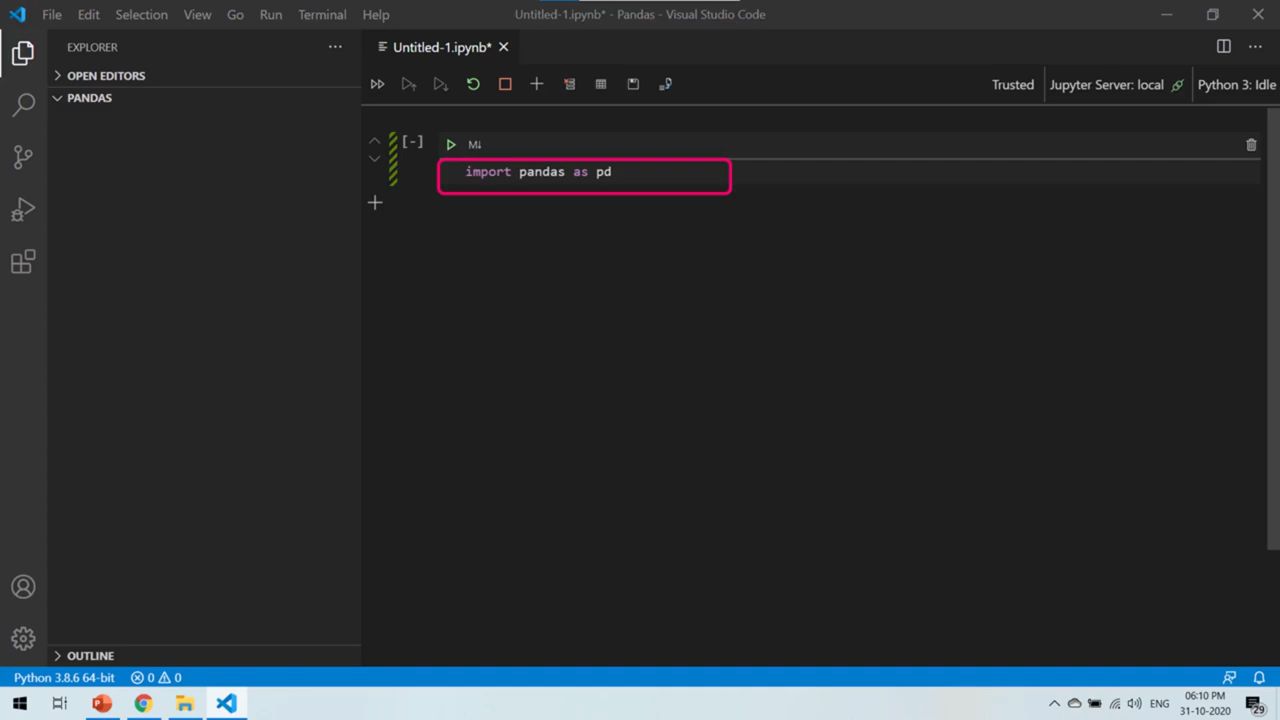 File Edit Selection View Go Run Terminal Help
Untitled-1.ipynb* - Pandas - Visual Studio Code
EXPLORER
Untitled-1.ipynb*
OPEN EDITORS
PANDAS
Trusted
Jupyter Server: local
Python 3: Idle
[-]
M↓
import pandas as pd
OUTLINE
Python 3.8.6 64-bit
0
0
06:10 PM
ENG
31-10-2020
29